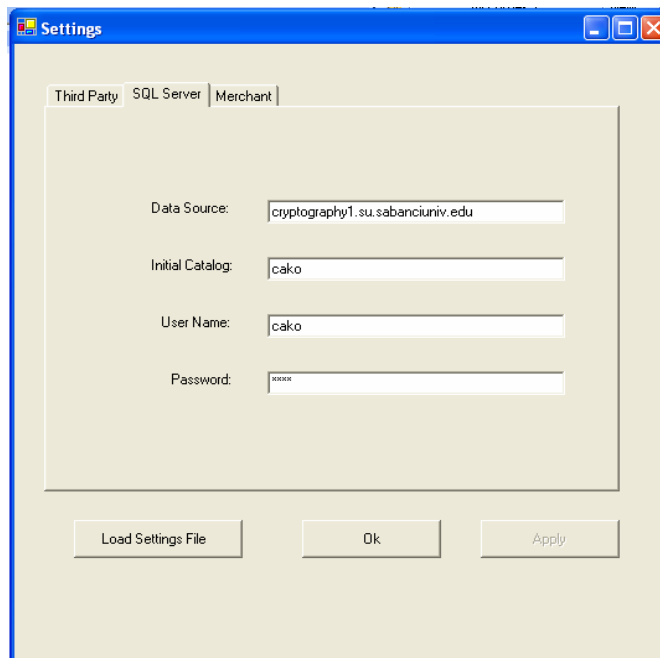 Settings
Third Party SQL Server Merchant
Data Source: cryptography1.su.sabanciuniv.edu
Initial Catalog: cako
User Name: cako
Password: ****
Load Settings File Ok Apply